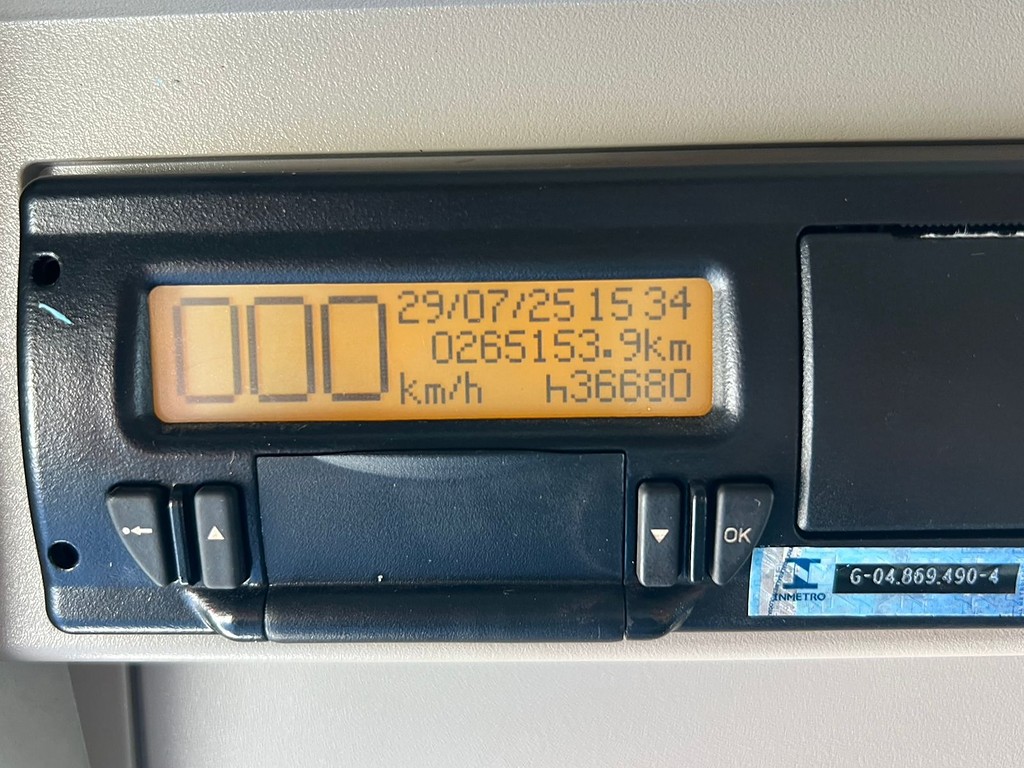 000 29/07/25 15 34
0265153.9km
km/h h36680
OK
INMETRO G-04.869.490-4